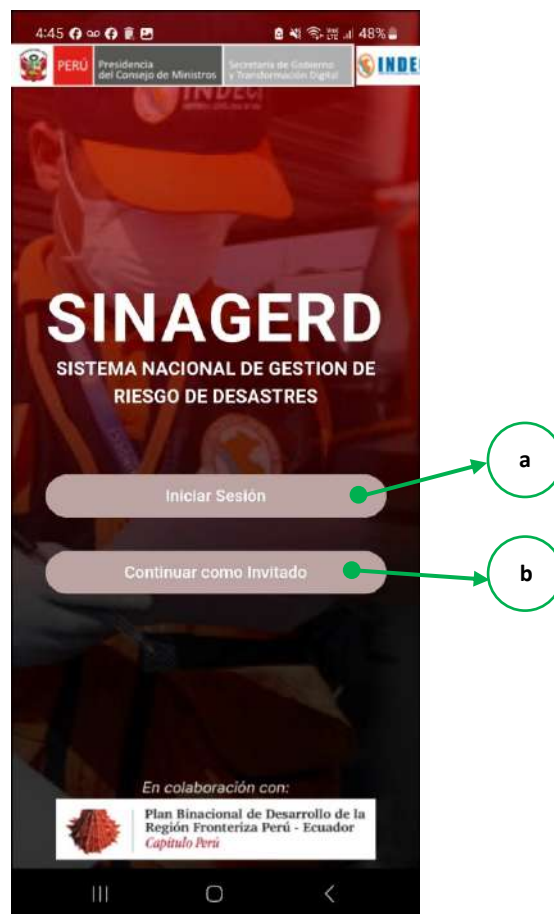 4:45
48%
PERÚ
Presidencia
del Consejo de Ministros
Secretaría de Gobierno
y Transformación Digital
INDE
INDECI
SINAGERD
SISTEMA NACIONAL DE GESTION DE
RIESGO DE DESASTRES
Iniciar Sesión
a
Continuar como Invitado
b
En colaboración con:
Plan Binacional de Desarrollo de la
Región Fronteriza Perú - Ecuador
Capítulo Perú